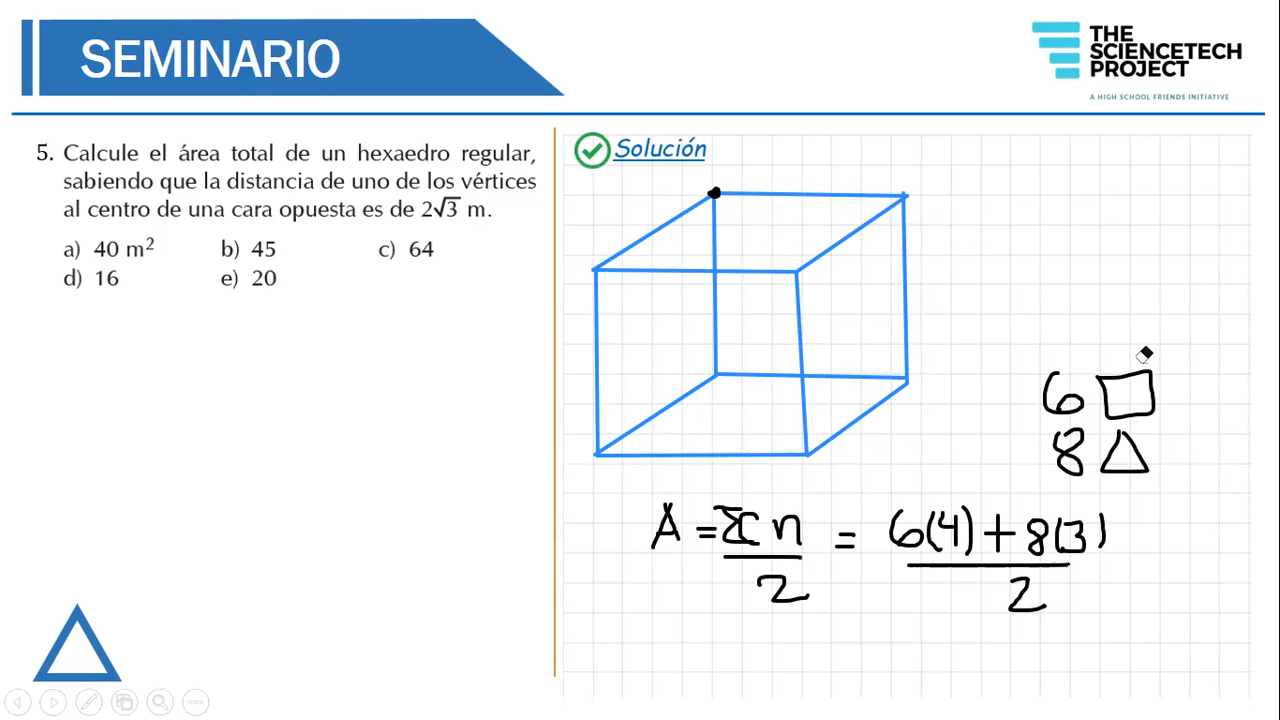 SEMINARIO
THE
SCIENCETECH
PROJECT
A HIGH SCHOOL FRIENDS INITIATIVE
5. Calcule el área total de un hexaedro regular,
sabiendo que la distancia de uno de los vértices
al centro de una cara opuesta es de 2√3 m.
a) 40 m² b) 45 c) 64
d) 16 e) 20
Solución
6 □
8 △
A = ΣC n / 2 = 6(4) + 8(3) / 2